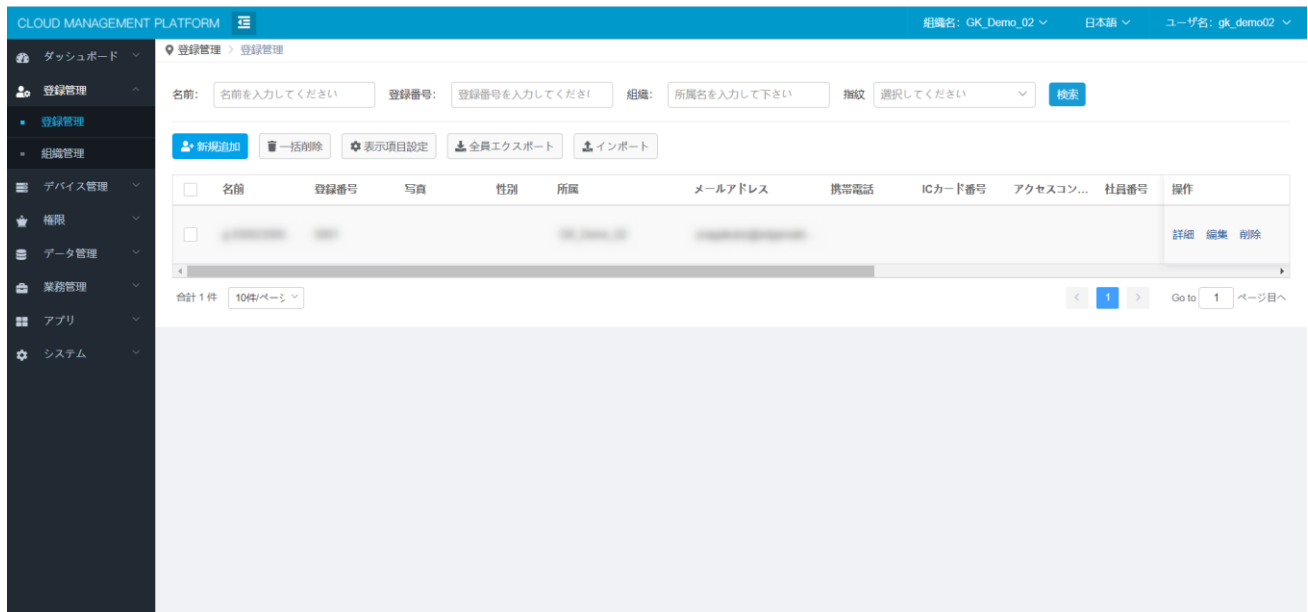 CLOUD MANAGEMENT PLATFORM 組織名: GK_Demo_02 日本語 ユーザ名: gk_demo02
ダッシュボード
登録管理
登録管理
組織管理
デバイス管理
権限
データ管理
業務管理
アプリ
システム
登録管理 > 登録管理
名前: 名前を入力してください 登録番号: 登録番号を入力してくださ 組織: 所属名を入力して下さい 指紋 選択してください 検索
新規追加 一括削除 表示項目設定 全員エクスポート インポート
名前 登録番号 写真 性別 所属 メールアドレス 携帯電話 ICカード番号 アクセスコン... 社員番号 操作
詳細 編集 削除
合計 1 件 10件/ページ < 1 > Go to 1 ページ目へ